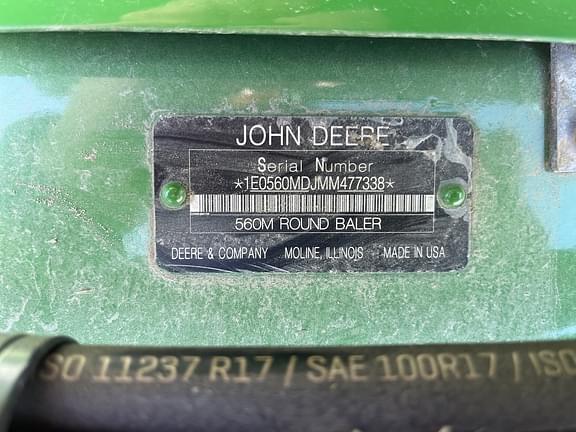 JOHN DEERE
Serial Number
*1E0560MDJMM477338*
560M ROUND BALER
DEERE & COMPANY MOLINE, ILLINOIS MADE IN USA
ISO 11237 R17 / SAE 100R17 / ISO